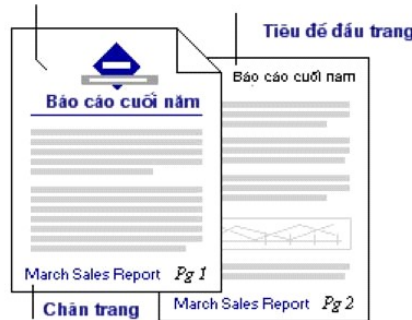 Tiêu đề đầu trang
Báo cáo cuối năm
Báo cáo cuối nam
March Sales Report Pg 1
Chân trang
March Sales Report Pg 2